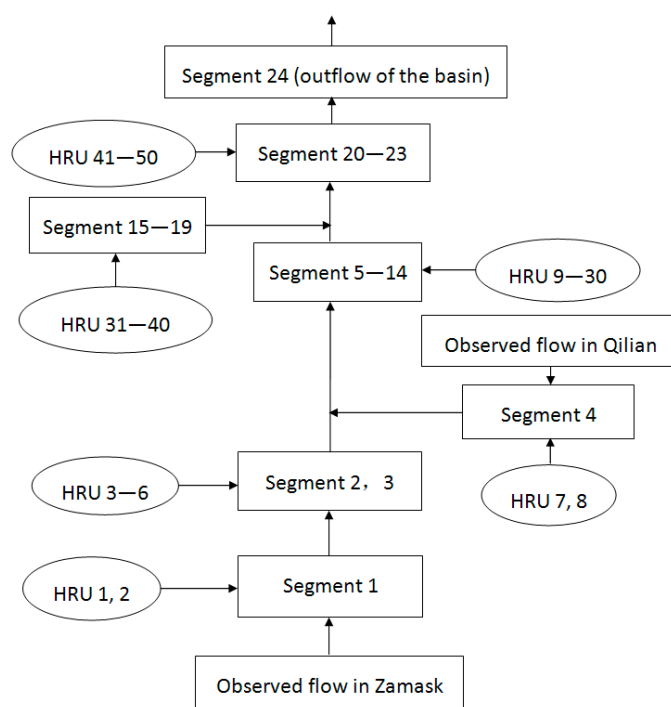 Segment 24 (outflow of the basin)
HRU 41—50
Segment 20—23
Segment 15—19
Segment 5—14
HRU 9—30
HRU 31—40
Observed flow in Qilian
Segment 4
HRU 3—6
Segment 2，3
HRU 7, 8
HRU 1, 2
Segment 1
Observed flow in Zamask